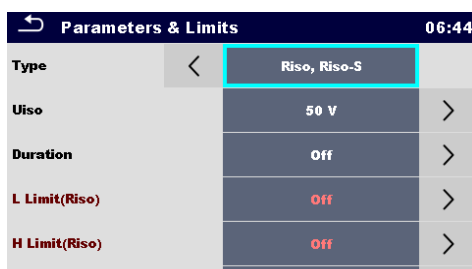 Parameters & Limits 06:44
Type Riso, Riso-S
Uiso 50 V
Duration Off
L Limit(Riso) Off
H Limit(Riso) Off